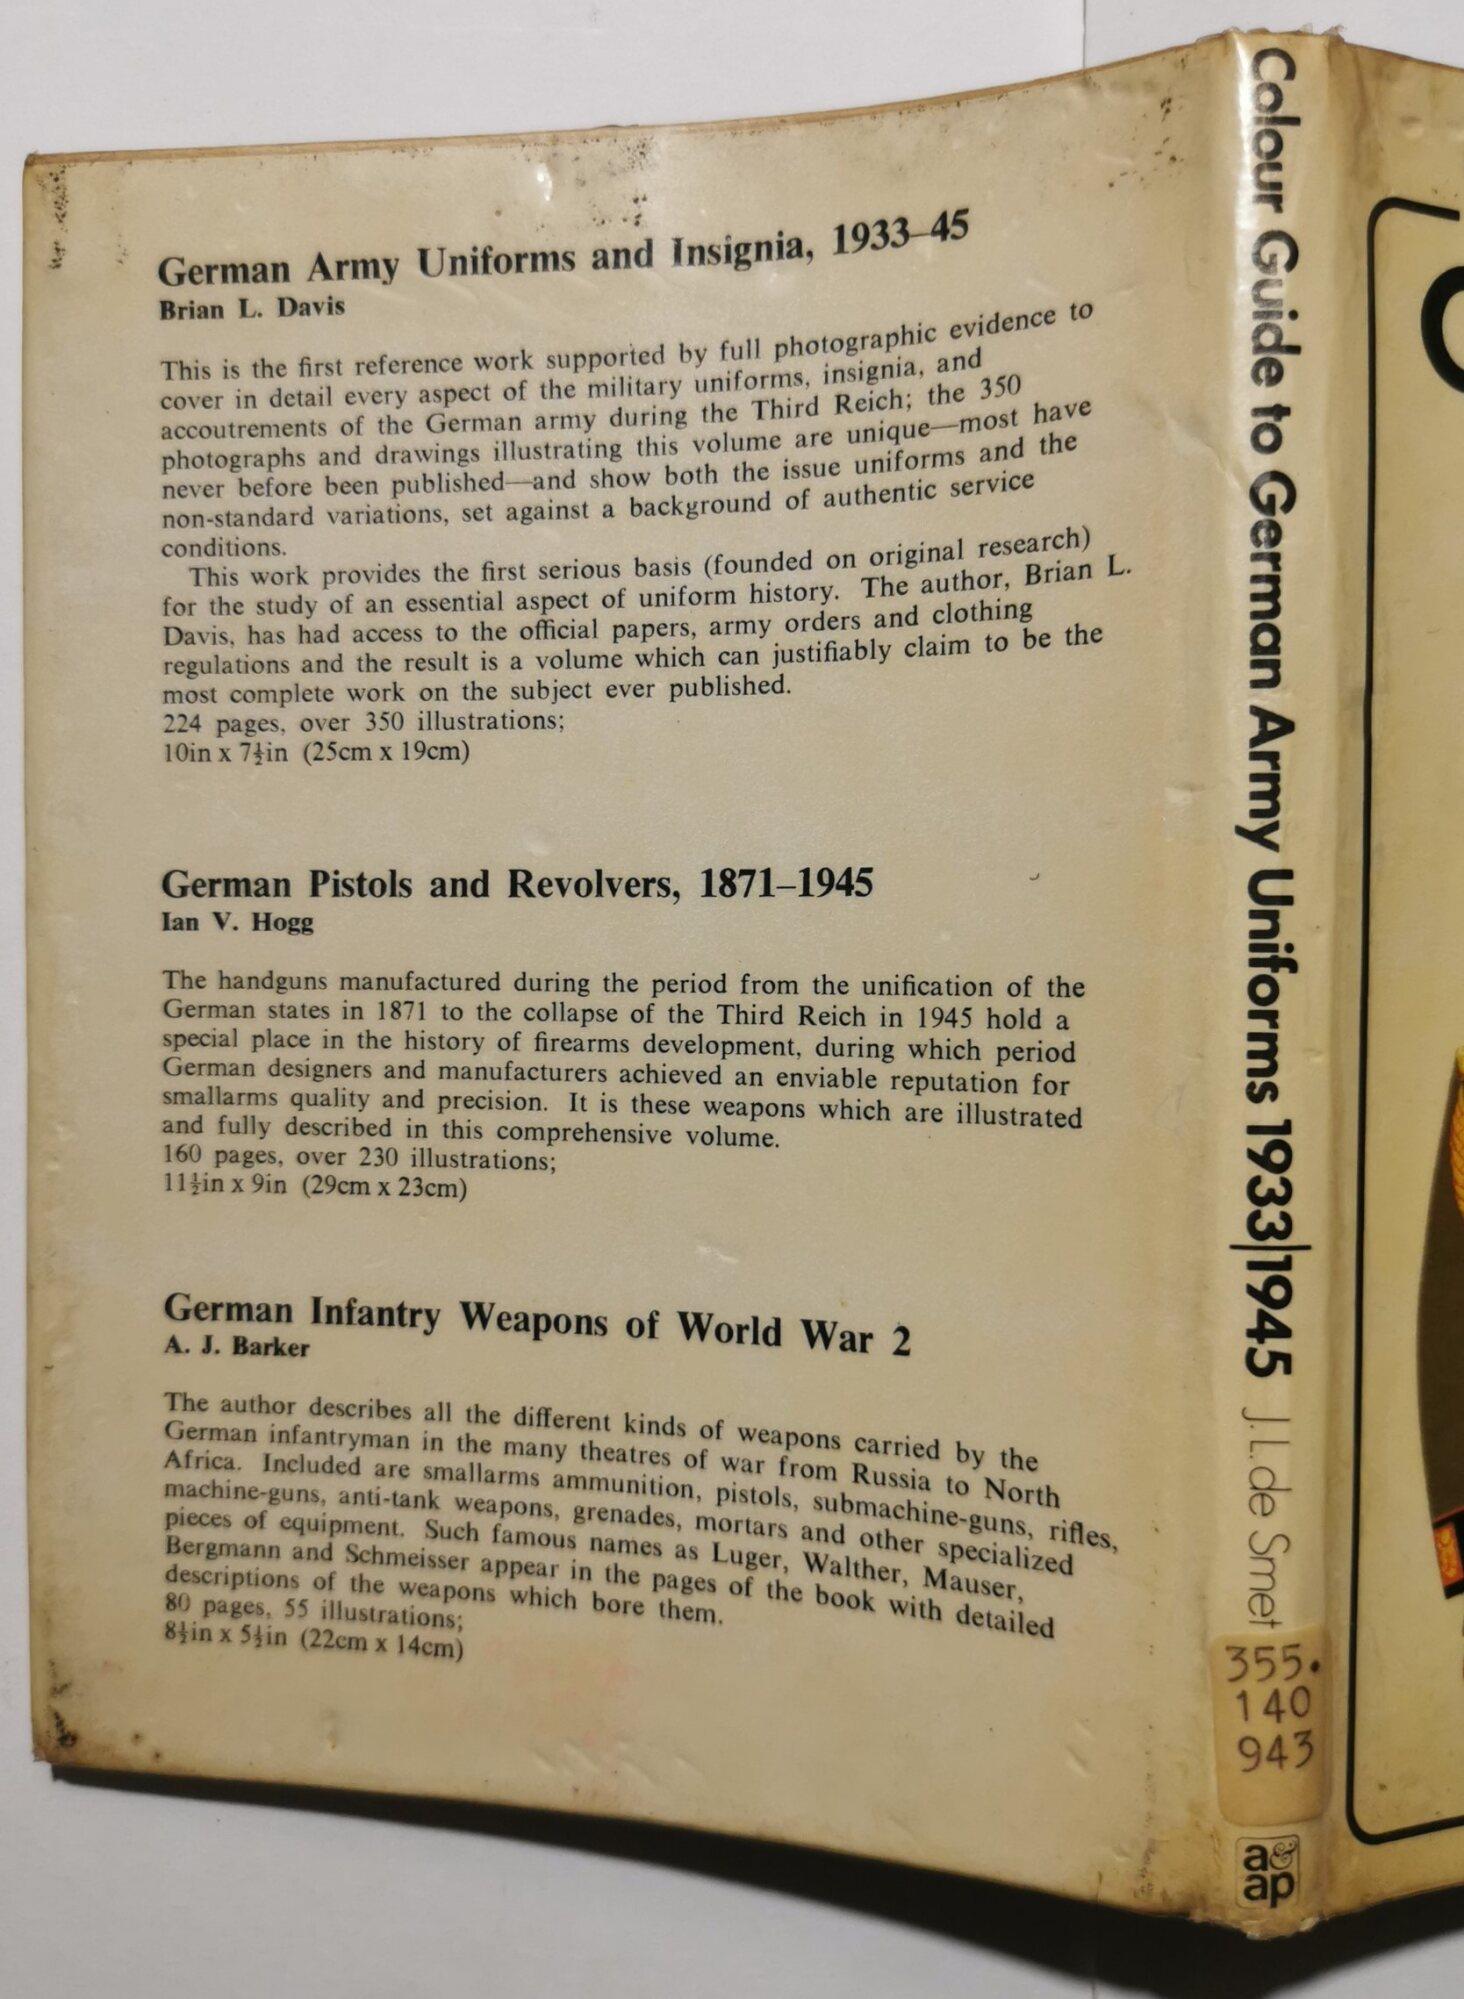 German Army Uniforms and Insignia, 1933–45
Brian L. Davis
This is the first reference work supported by full photographic evidence to
cover in detail every aspect of the military uniforms, insignia, and
accoutrements of the German army during the Third Reich; the 350
photographs and drawings illustrating this volume are unique—most have
never before been published—and show both the issue uniforms and the
non-standard variations, set against a background of authentic service
conditions.
This work provides the first serious basis (founded on original research)
for the study of an essential aspect of uniform history. The author, Brian L.
Davis, has had access to the official papers, army orders and clothing
regulations and the result is a volume which can justifiably claim to be the
most complete work on the subject ever published.
224 pages, over 350 illustrations;
10in x 7½in (25cm x 19cm)
German Pistols and Revolvers, 1871–1945
Ian V. Hogg
The handguns manufactured during the period from the unification of the
German states in 1871 to the collapse of the Third Reich in 1945 hold a
special place in the history of firearms development, during which period
German designers and manufacturers achieved an enviable reputation for
smallarms quality and precision. It is these weapons which are illustrated
and fully described in this comprehensive volume.
160 pages, over 230 illustrations;
11½in x 9in (29cm x 23cm)
German Infantry Weapons of World War 2
A. J. Barker
The author describes all the different kinds of weapons carried by the
German infantryman in the many theatres of war from Russia to North
Africa. Included are smallarms ammunition, pistols, submachine-guns, rifles,
machine-guns, anti-tank weapons, grenades, mortars and other specialized
pieces of equipment. Such famous names as Luger, Walther, Mauser,
Bergmann and Schmeisser appear in the pages of the book with detailed
descriptions of the weapons which bore them.
80 pages, 55 illustrations;
8½in x 5½in (22cm x 14cm)
Colour Guide to German Army Uniforms 1933|1945 J.L.de Smet
355.
140
943
a&
ap